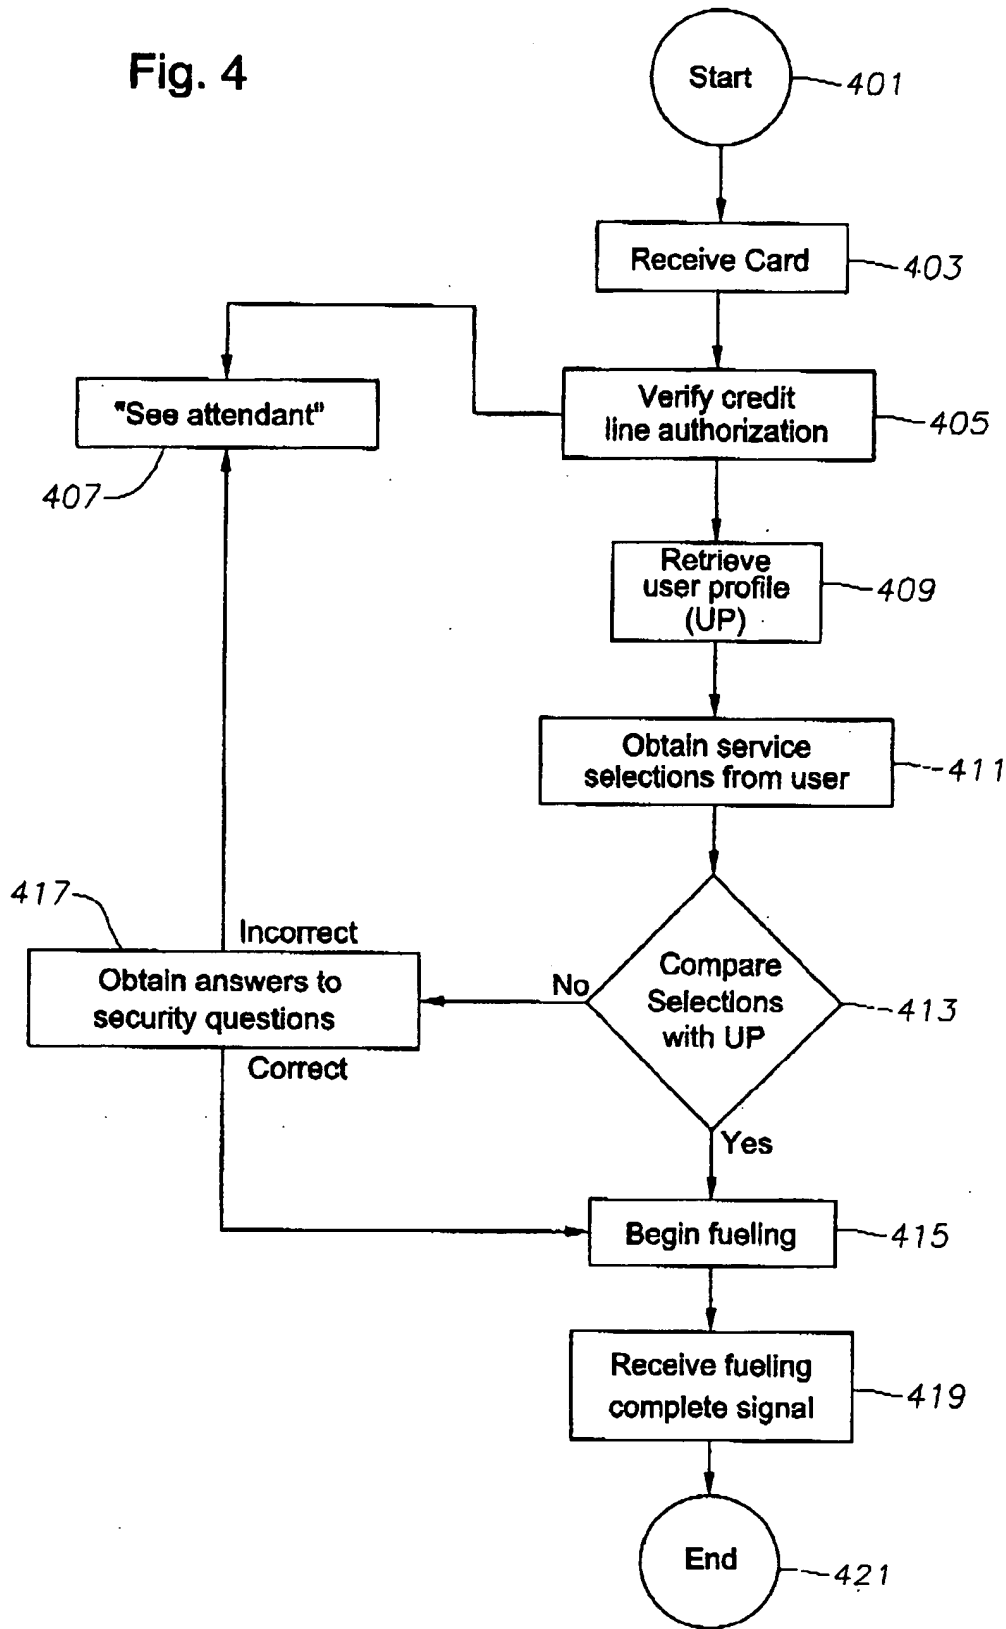 Fig. 4
Start
401
Receive Card
403
"See attendant"
407
Verify credit
line authorization
405
Retrieve
user profile
(UP)
409
Obtain service
selections from user
411
417
Incorrect
Obtain answers to
security questions
Correct
No
Compare
Selections
with UP
413
Yes
Begin fueling
415
Receive fueling
complete signal
419
End
421